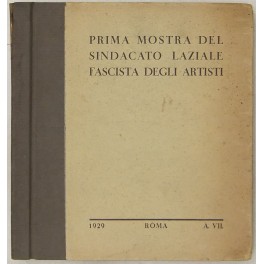 PRIMA MOSTRA DEL
SINDACATO LAZIALE
FASCISTA DEGLI ARTISTI
1929 ROMA A. VII.